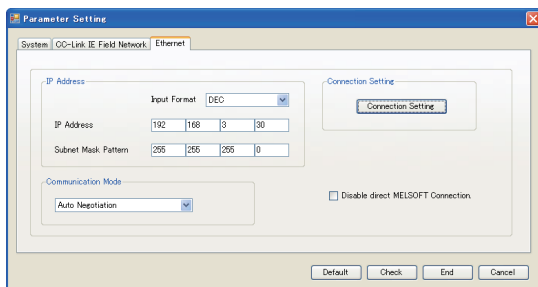 Parameter Setting
System CC-Link IE Field Network Ethernet
IP Address
Input Format DEC
IP Address 192 168 3 30
Subnet Mask Pattern 255 255 255 0
Communication Mode
Auto Negotiation
Connection Setting
Connection Setting
Disable direct MELSOFT Connection.
Default Check End Cancel